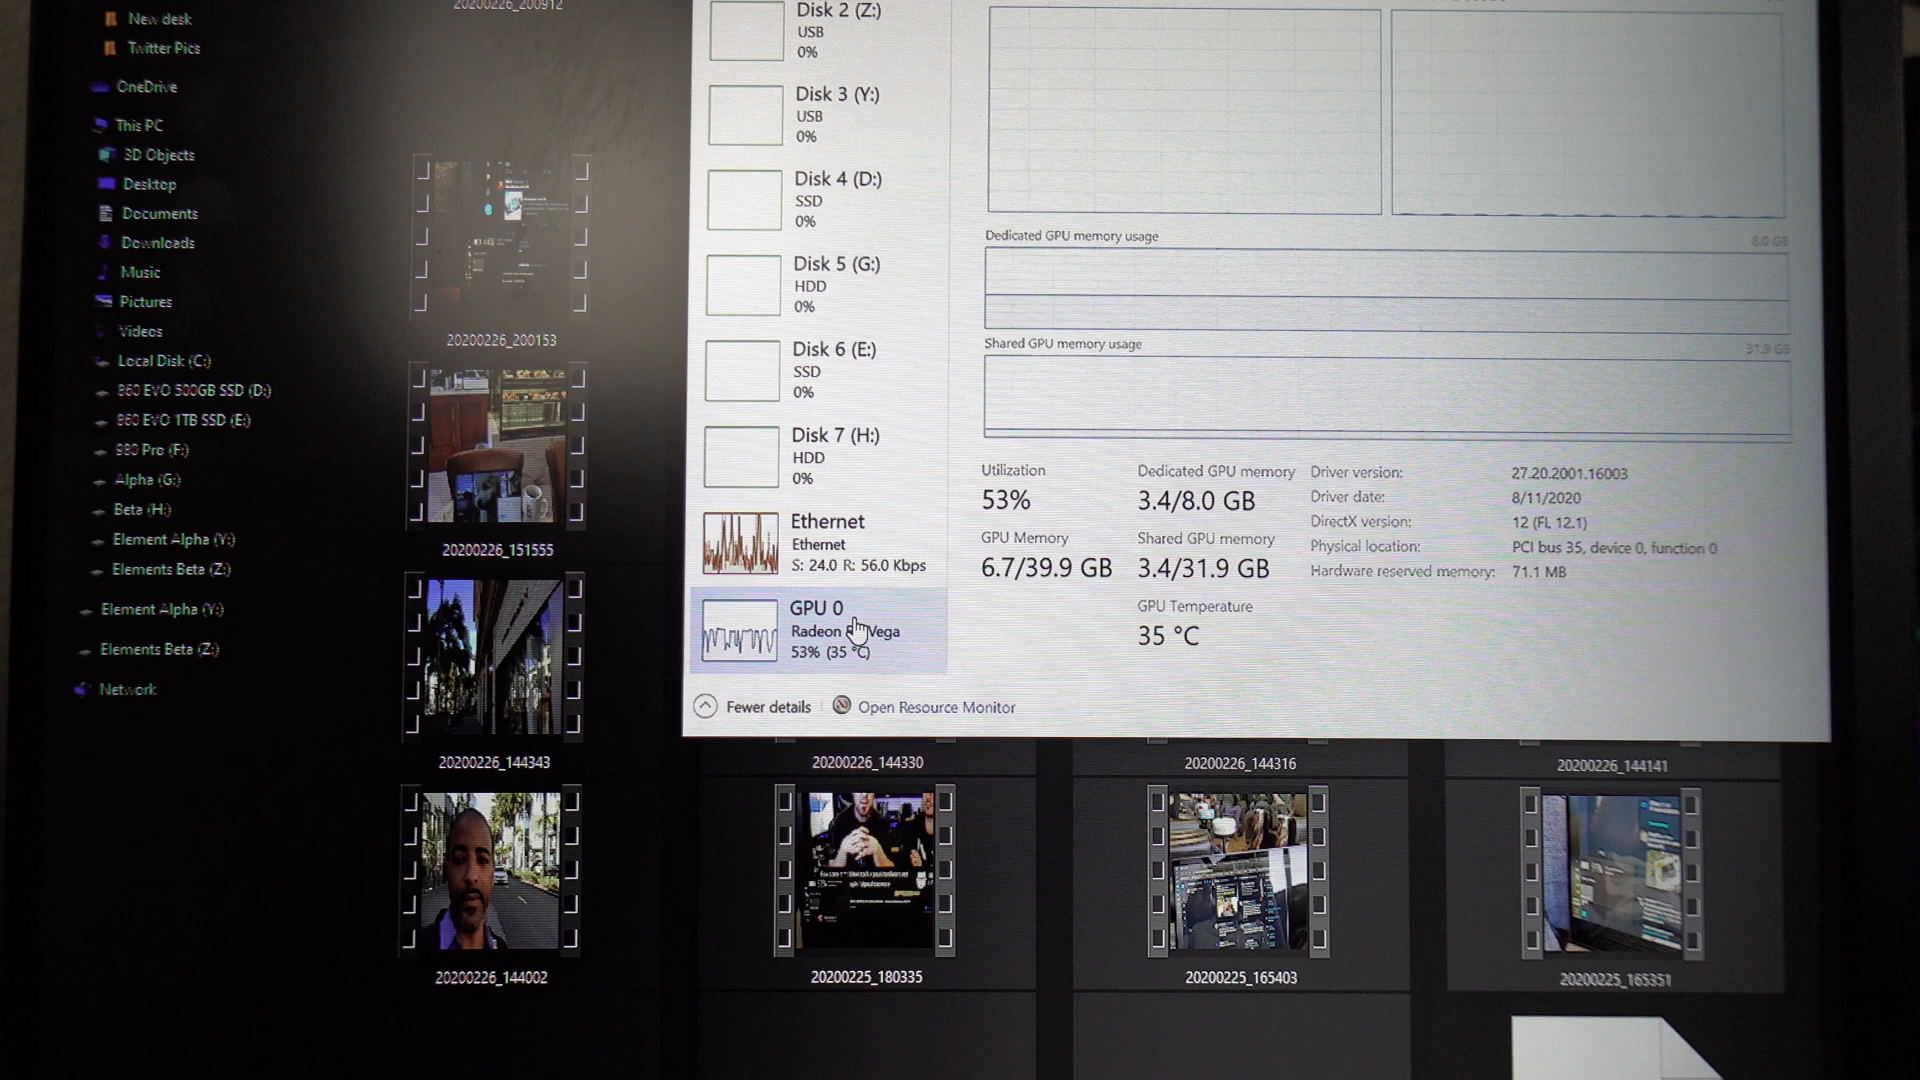 New desk
Twitter Pics
OneDrive
This PC
3D Objects
Desktop
Documents
Downloads
Music
Pictures
Videos
Local Disk (C:)
860 EVO 500GB SSD (D:)
860 EVO 1TB SSD (E:)
980 Pro (F:)
Alpha (G:)
Beta (H:)
Element Alpha (Y:)
Elements Beta (Z:)
Element Alpha (Y:)
Elements Beta (Z:)
Network
20200226_200912
20200226_200153
20200226_151555
20200226_144343
20200226_144002
Disk 2 (Z:)
USB
0%
Disk 3 (Y:)
USB
0%
Disk 4 (D:)
SSD
0%
Disk 5 (G:)
HDD
0%
Disk 6 (E:)
SSD
0%
Disk 7 (H:)
HDD
0%
Ethernet
Ethernet
S: 24.0 R: 56.0 Kbps
GPU 0
Radeon Vega
53% (35 °C)
Dedicated GPU memory usage 8.0 GB
Shared GPU memory usage 31.9 GB
Utilization
53%
GPU Memory
6.7/39.9 GB
Dedicated GPU memory
3.4/8.0 GB
Shared GPU memory
3.4/31.9 GB
GPU Temperature
35 °C
Driver version: 27.20.2001.16003
Driver date: 8/11/2020
DirectX version: 12 (FL 12.1)
Physical location: PCI bus 35, device 0, function 0
Hardware reserved memory: 71.1 MB
Fewer details
Open Resource Monitor
20200226_144330
20200226_144316
20200226_144141
20200225_180335
20200225_165403
20200225_165351